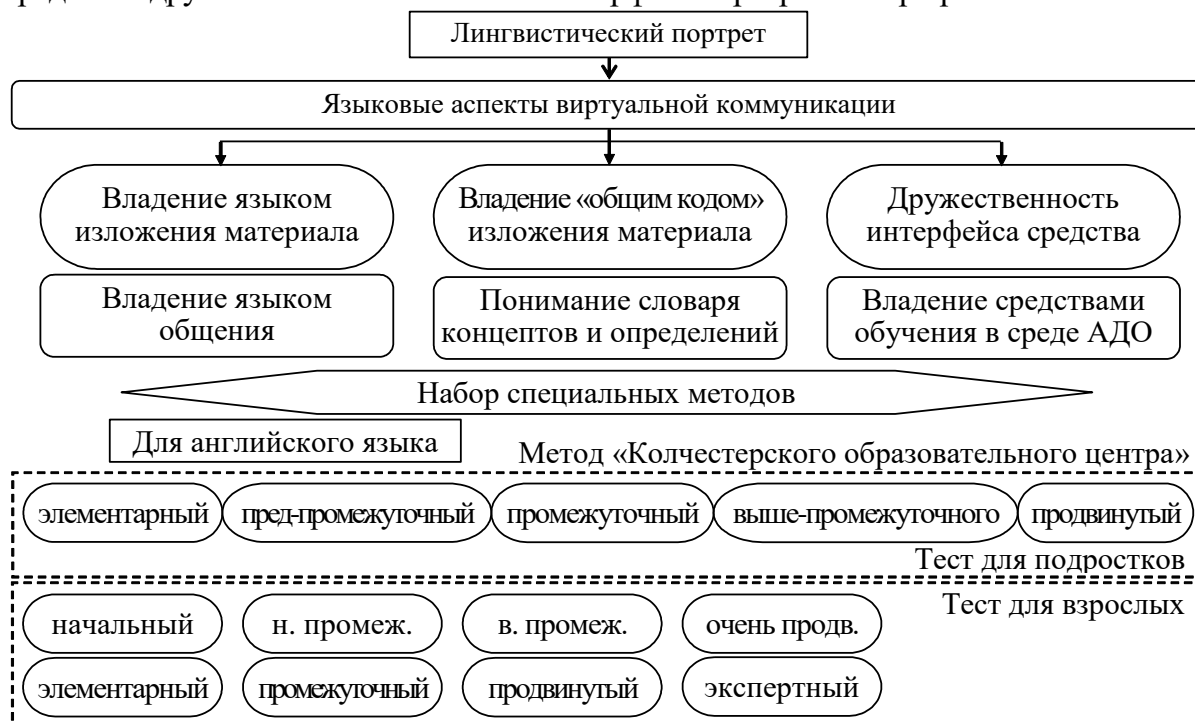 Лингвистический портрет
Языковые аспекты виртуальной коммуникации
Владение языком
изложения материала
Владение «общим кодом»
изложения материала
Дружественность
интерфейса средства
Владение языком
общения
Понимание словаря
концептов и определений
Владение средствами
обучения в среде АДО
Набор специальных методов
Для английского языка
Метод «Колчестерского образовательного центра»
элементарный пред-промежуточный промежуточный выше-промежуточного продвинутый
Тест для подростков
Тест для взрослых
начальный н. промеж. в. промеж. очень продв.
элементарный промежуточный продвинутый экспертный